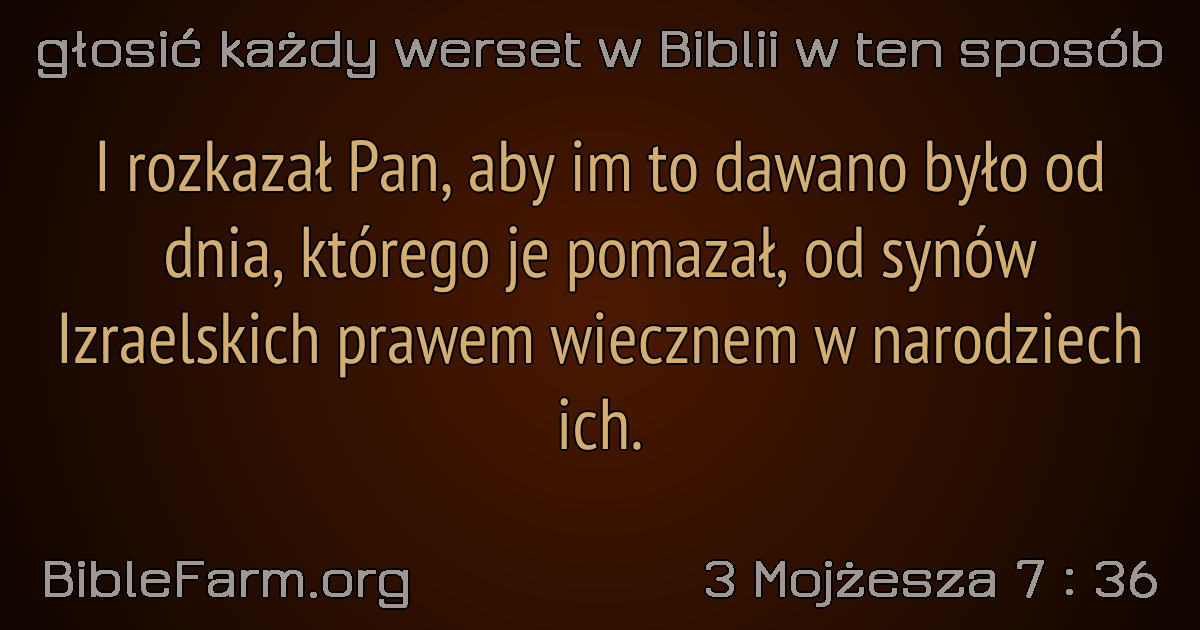 głosić każdy werset w Biblii w ten sposób
I rozkazał Pan, aby im to dawano było od
dnia, którego je pomazał, od synów
Izraelskich prawem wiecznem w narodziech
ich.
BibleFarm.org
3 Mojżesza 7 : 36